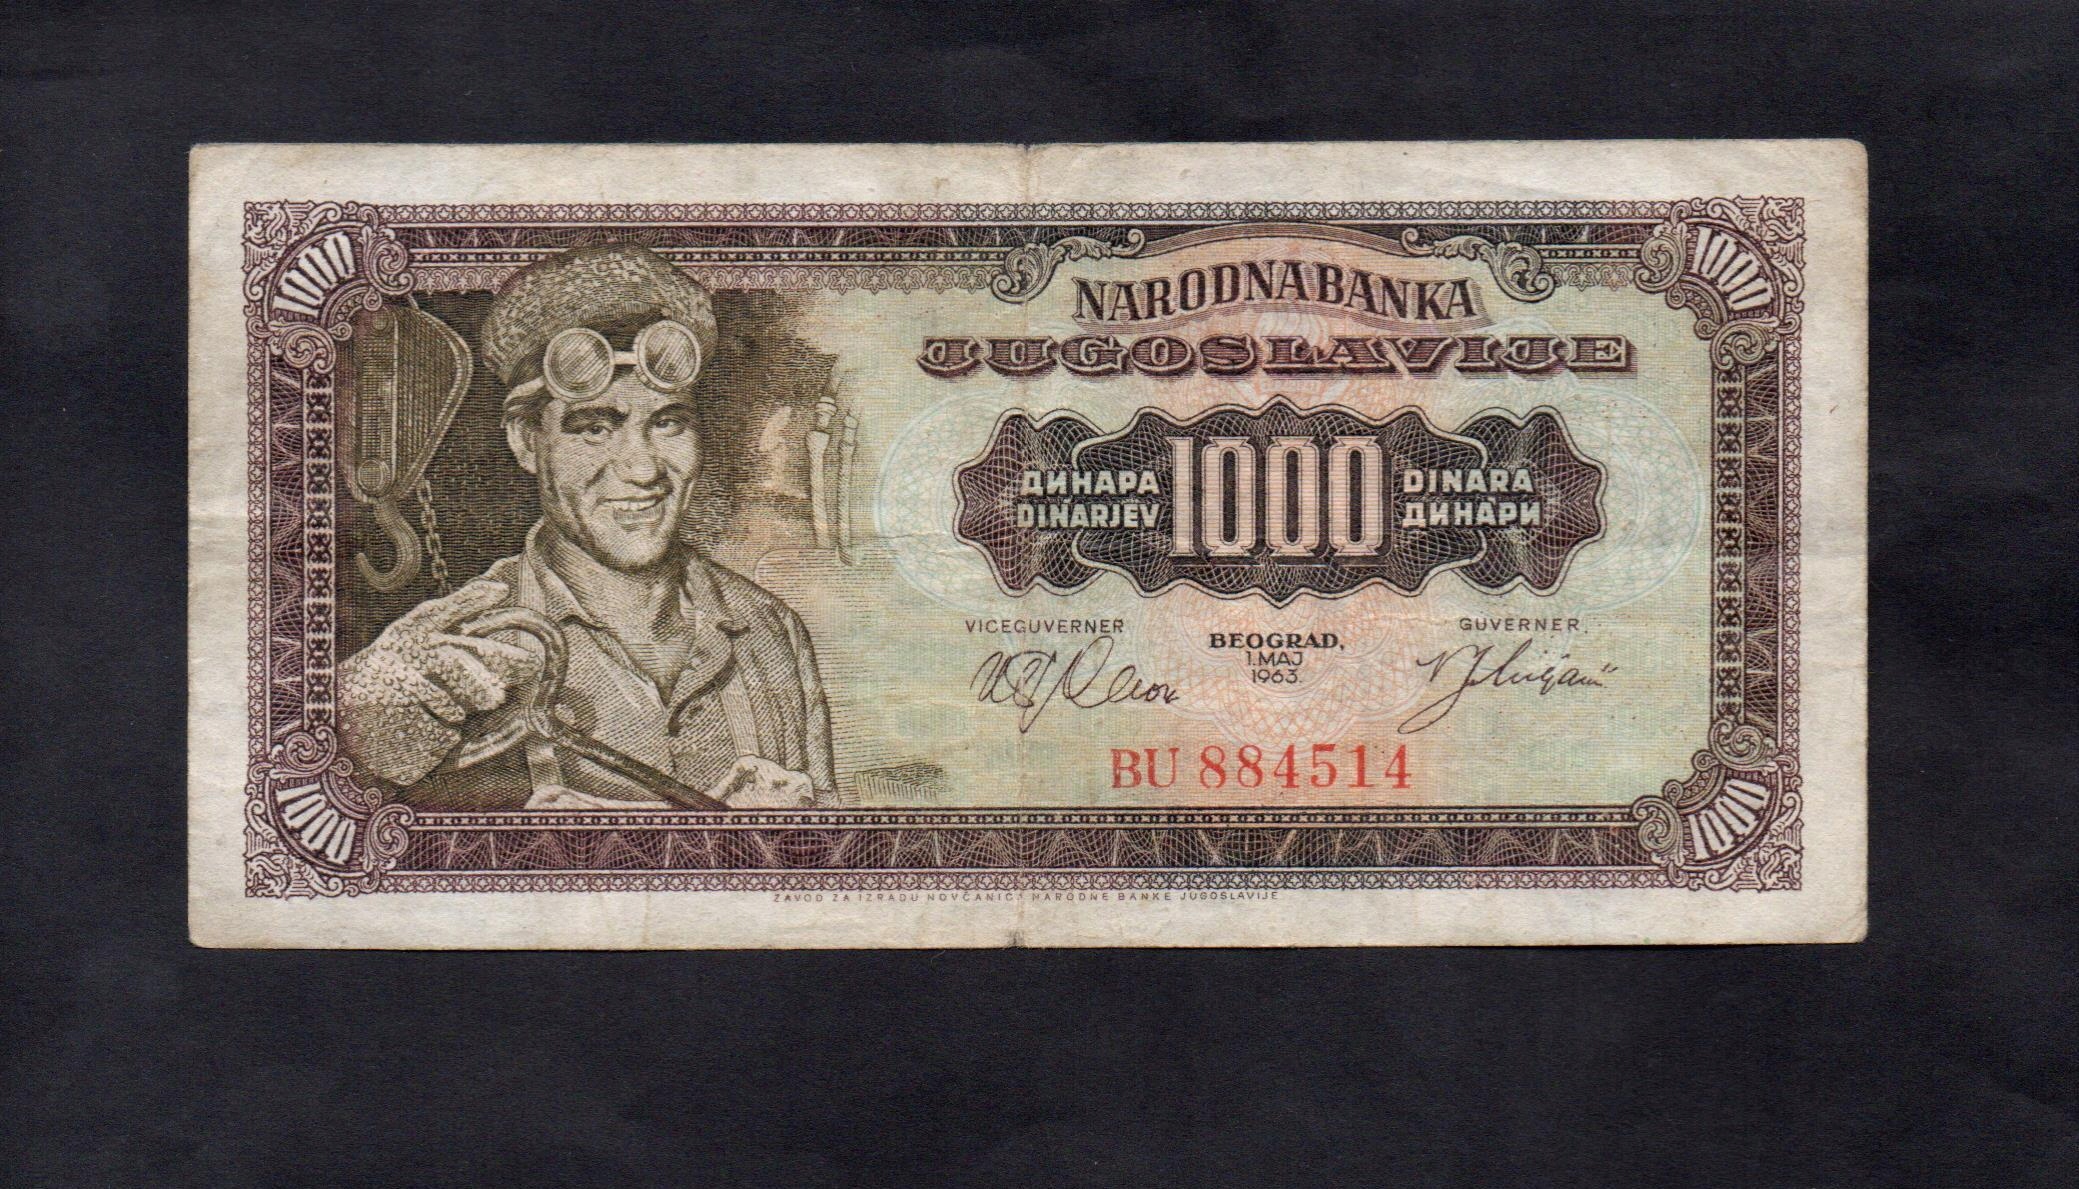 1000
1000
NARODNA BANKA
JUGOSLAVIJE
ДИНАРА 1000 DINARA
DINARJEV ДИНАРИ
VICEGUVERNER
GUVERNER
BEOGRAD,
1. MAJ
1963.
BU 884514
1000
1000
ZAVOD ZA IZRADU NOVČANICA NARODNE BANKE JUGOSLAVIJE